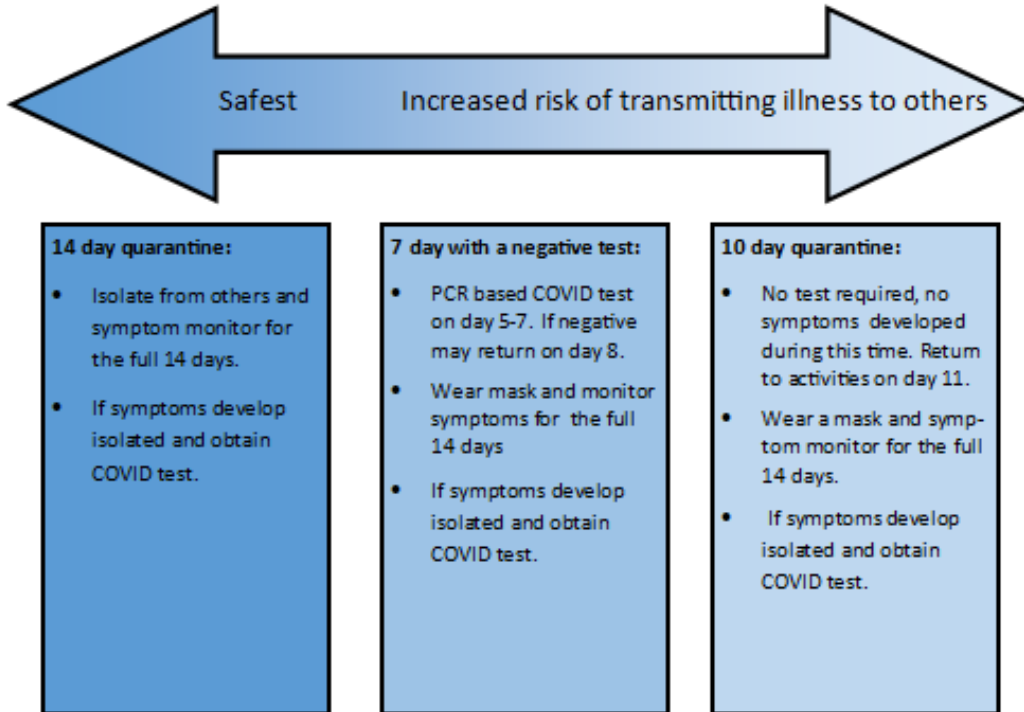 Safest
Increased risk of transmitting illness to others
14 day quarantine:
• Isolate from others and
symptom monitor for
the full 14 days.
• If symptoms develop
isolated and obtain
COVID test.
7 day with a negative test:
• PCR based COVID test
on day 5-7. If negative
may return on day 8.
• Wear mask and monitor
symptoms for the full
14 days
• If symptoms develop
isolated and obtain
COVID test.
10 day quarantine:
• No test required, no
symptoms developed
during this time. Return
to activities on day 11.
• Wear a mask and symp-
tom monitor for the full
14 days.
• If symptoms develop
isolated and obtain
COVID test.